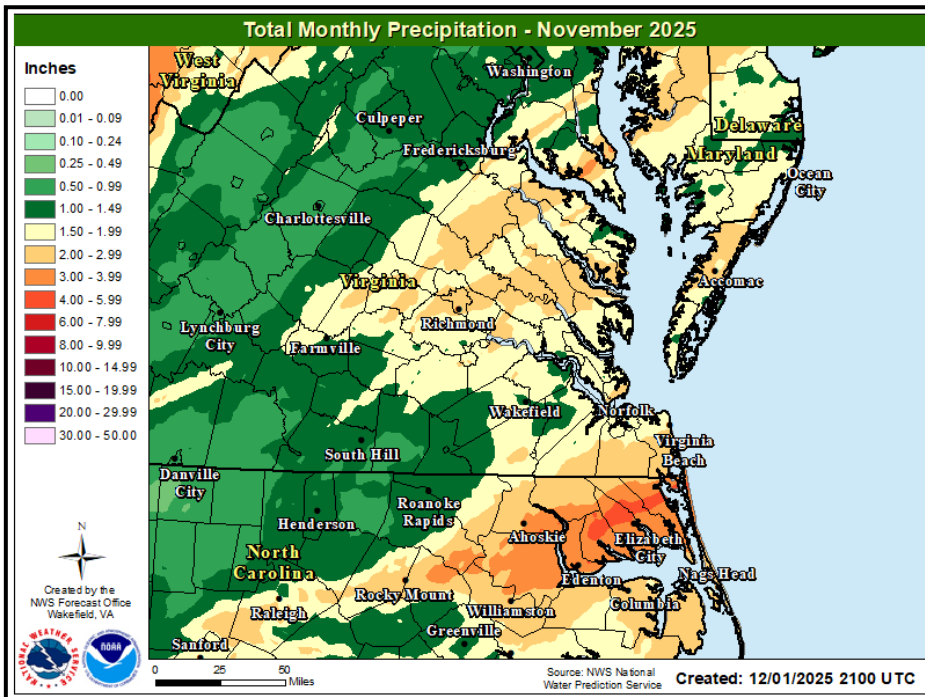 Total Monthly Precipitation - November 2025
Inches
0.00
0.01 - 0.09
0.10 - 0.24
0.25 - 0.49
0.50 - 0.99
1.00 - 1.49
1.50 - 1.99
2.00 - 2.99
3.00 - 3.99
4.00 - 5.99
6.00 - 7.99
8.00 - 9.99
10.00 - 14.99
15.00 - 19.99
20.00 - 29.99
30.00 - 50.00
West
Virginia
Washington
Culpeper
Fredericksburg
Delaware
Maryland
Ocean
City
Charlottesville
Virginia
Accomac
Richmond
Lynchburg
City
Farmville
Wakefield
Norfolk
Virginia
Beach
South Hill
Danville
City
Roanoke
Rapids
Henderson
Ahoskie
Elizabeth
City
North
Carolina
Edenton
Nags Head
Rocky Mount
Columbia
Raleigh
Williamston
Greenville
Sanford
N
Created by the
NWS Forecast Office
Wakefield, VA
NATIONAL WEATHER SERVICE
NOAA
0 25 50
Miles
Source: NWS National
Water Prediction Service
Created: 12/01/2025 2100 UTC